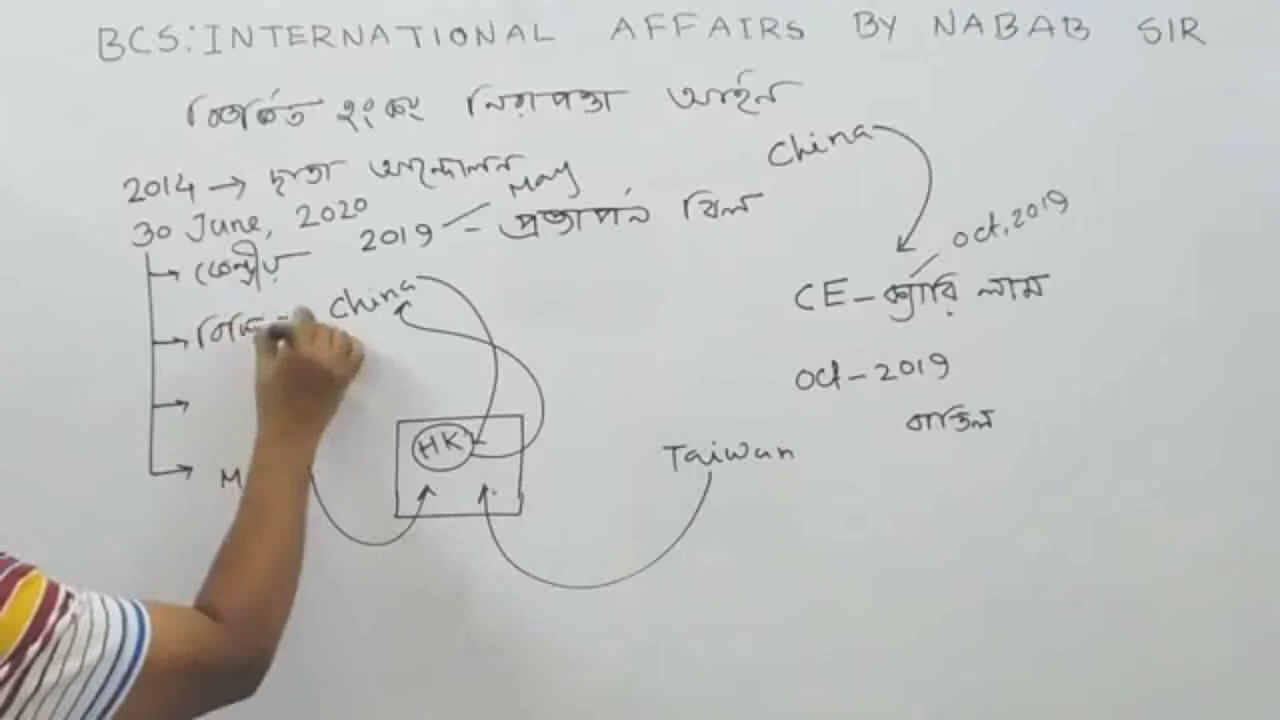 BCS: INTERNATIONAL AFFAIRS BY NABAB SIR
বিতর্কিত হংকং নিরাপত্তা আইন
2014 → ছাতা আন্দোলন
May
30 June, 2020
2019 – প্রত্যাপন বিল
China
oct, 2019
CE – ক্যারি লাম
Oct – 2019
বাতিল
→ কেন্দ্রীয়
→
China
HK
Taiwan
M